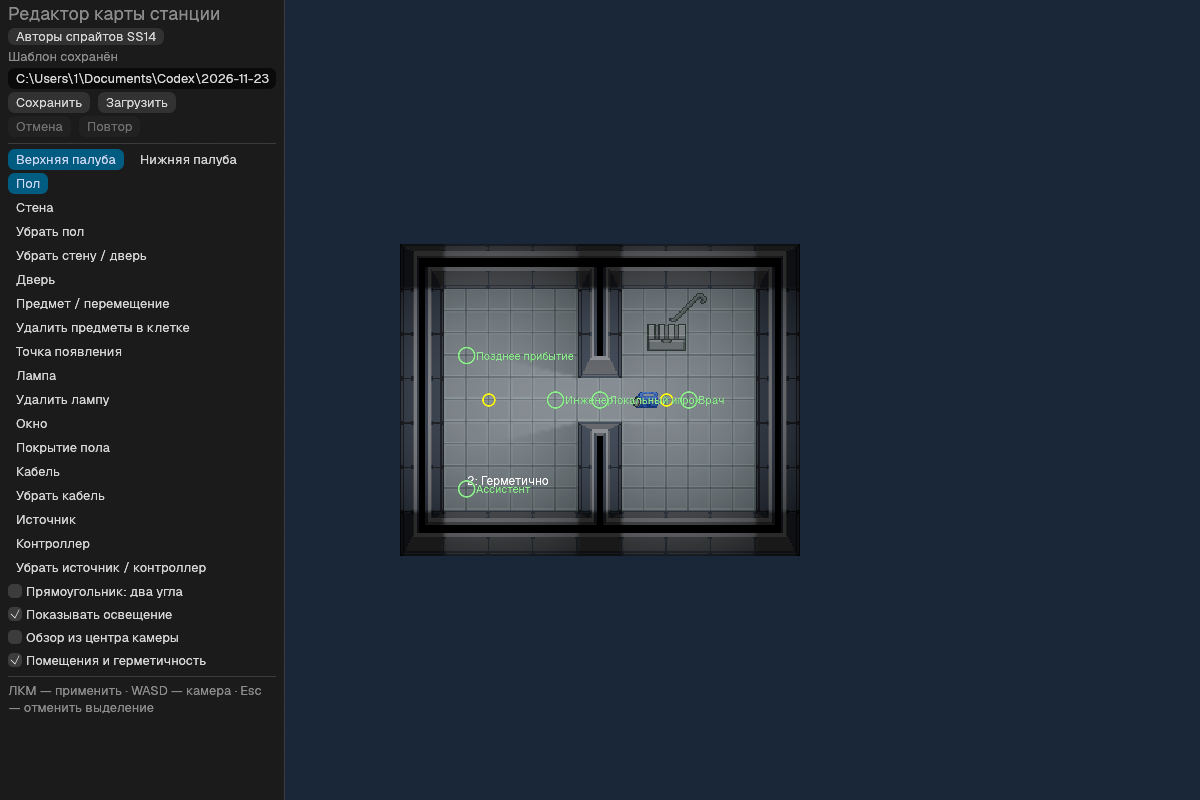 Редактор карты станции
Авторы спрайтов SS14
Шаблон сохранён
C:\Users\1\Documents\Codex\2026-11-23
Сохранить Загрузить
Отмена Повтор
Верхняя палуба Нижняя палуба
Пол
Стена
Убрать пол
Убрать стену / дверь
Дверь
Предмет / перемещение
Удалить предметы в клетке
Точка появления
Лампа
Удалить лампу
Окно
Покрытие пола
Кабель
Убрать кабель
Источник
Контроллер
Убрать источник / контроллер
Прямоугольник: два угла
Показывать освещение
Обзор из центра камеры
Помещения и герметичность
ЛКМ — применить · WASD — камера · Esc
— отменить выделение
Позднее прибытие
Инженер Локальный Врач
2: Герметично
Ассистент